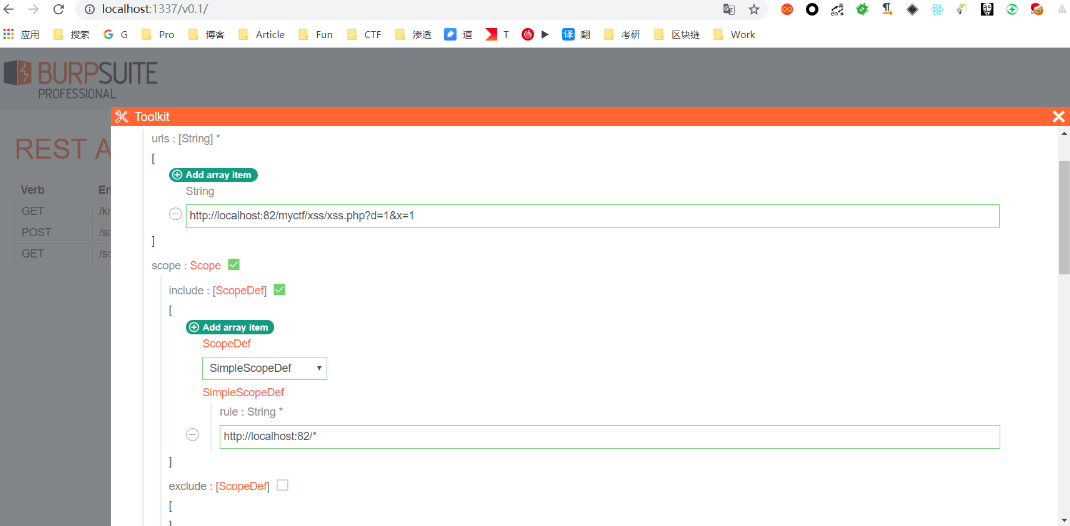 localhost:1337/v0.1/
应用 搜索 G Pro 博客 Article Fun CTF 渗透 道 T 译 翻 考研 区块链 Work
BURPSUITE
PROFESSIONAL
Toolkit
REST A
Verb En
GET /kn
POST /sc
GET /sc
urls : [String] *
[
Add array item
String
http://localhost:82/myctf/xss/xss.php?d=1&x=1
]
scope : Scope
include : [ScopeDef]
[
Add array item
ScopeDef
SimpleScopeDef
SimpleScopeDef
rule : String *
http://localhost:82/*
]
exclude : [ScopeDef]
[
]